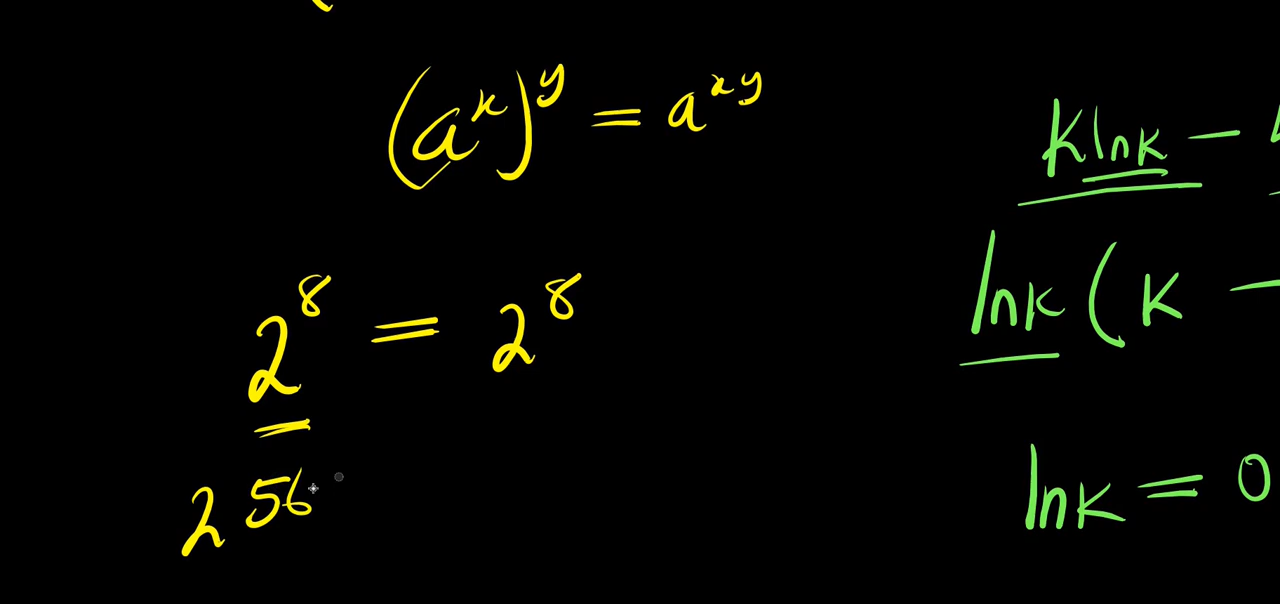 (a^x)^y = a^{xy}
2^8 = 2^8
256
k ln k −
ln k ( k −
ln k = 0